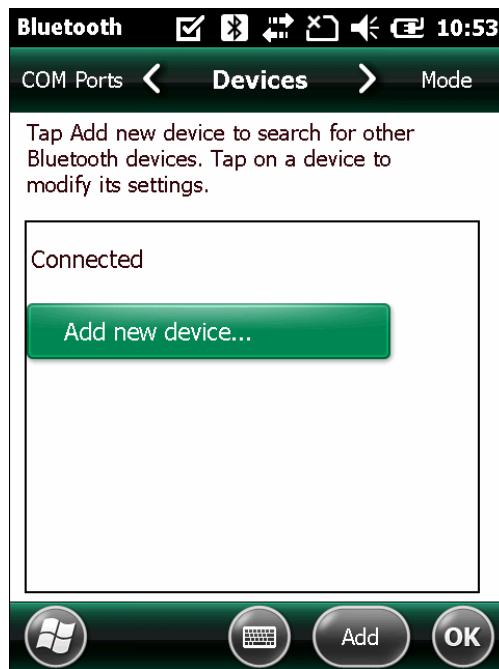 Bluetooth 10:53
COM Ports Devices Mode
Tap Add new device to search for other
Bluetooth devices. Tap on a device to
modify its settings.
Connected
Add new device...
Add OK